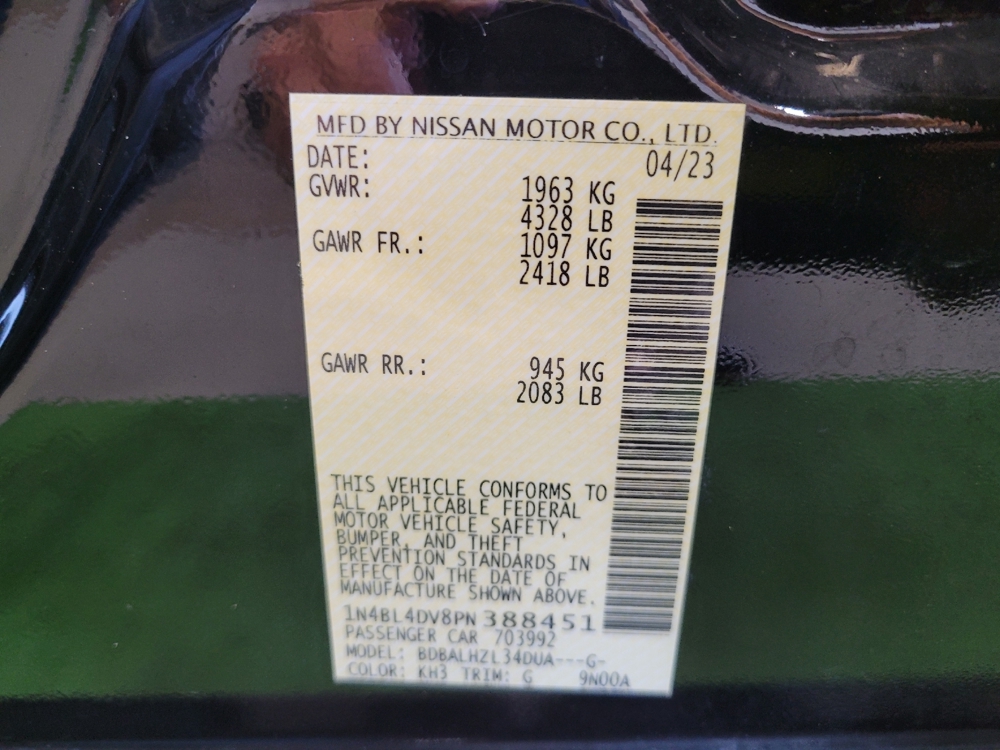 MFD BY NISSAN MOTOR CO., LTD.
DATE: 04/23
GVWR: 1963 KG
4328 LB
GAWR FR.: 1097 KG
2418 LB
GAWR RR.: 945 KG
2083 LB
THIS VEHICLE CONFORMS TO
ALL APPLICABLE FEDERAL
MOTOR VEHICLE SAFETY,
BUMPER, AND THEFT
PREVENTION STANDARDS IN
EFFECT ON THE DATE OF
MANUFACTURE SHOWN ABOVE.
1N4BL4DV8PN388451
PASSENGER CAR 703992
MODEL: BDBALHZL34DUA---G-
COLOR: KH3 TRIM: G 9N00A